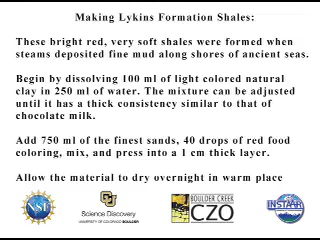 Making Lykins Formation Shales:
These bright red, very soft shales were formed when
steams deposited fine mud along shores of ancient seas.
Begin by dissolving 100 ml of light colored natural
clay in 250 ml of water. The mixture can be adjusted
until it has a thick consistency similar to that of
chocolate milk.
Add 750 ml of the finest sands, 40 drops of red food
coloring, mix, and press into a 1 cm thick layer.
Allow the material to dry overnight in warm place
NSF
CU
Science Discovery
UNIVERSITY OF COLORADO BOULDER
BOULDER CREEK
CZO
INSTAAR